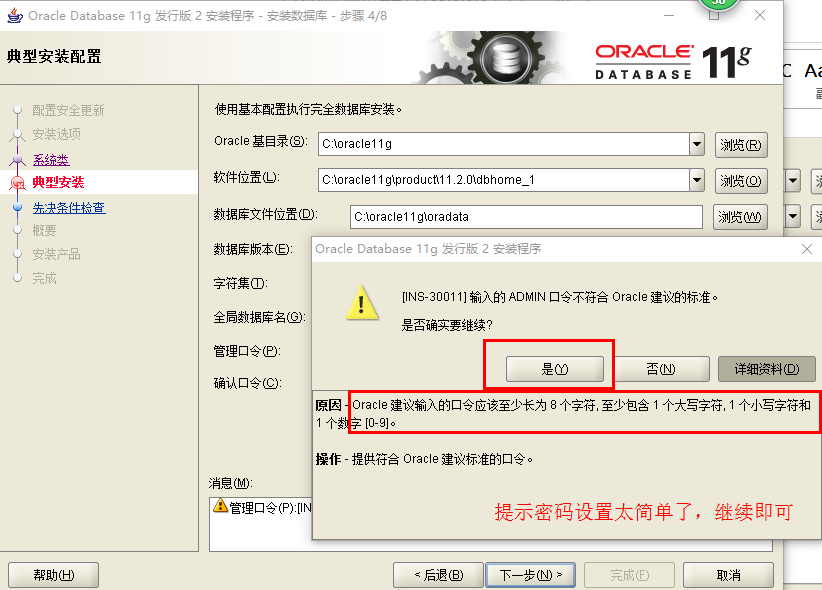 Oracle Database 11g 发行版 2 安装程序 - 安装数据库 - 步骤 4/8
典型安装配置
ORACLE
DATABASE 11g
配置安全更新
安装选项
系统类
典型安装
先决条件检查
概要
安装产品
完成
使用基本配置执行完全数据库安装。
Oracle 基目录(S): C:\oracle11g 浏览(R)
软件位置(L): C:\oracle11g\product\11.2.0\dbhome_1 浏览(O)
数据库文件位置(D): C:\oracle11g\oradata 浏览(W)
数据库版本(E):
字符集(T):
全局数据库名(G):
管理口令(P):
确认口令(C):
消息(M):
管理口令(P):[IN
Oracle Database 11g 发行版 2 安装程序
[INS-30011] 输入的 ADMIN 口令不符合 Oracle 建议的标准。
是否确实要继续?
是(Y) 否(N) 详细资料(D)
原因 - Oracle 建议输入的口令应该至少长为 8 个字符, 至少包含 1 个大写字符, 1 个小写字符和
1 个数字 [0-9]。
操作 - 提供符合 Oracle 建议标准的口令。
提示密码设置太简单了，继续即可
帮助(H) < 后退(B) 下一步(N) > 完成(F) 取消